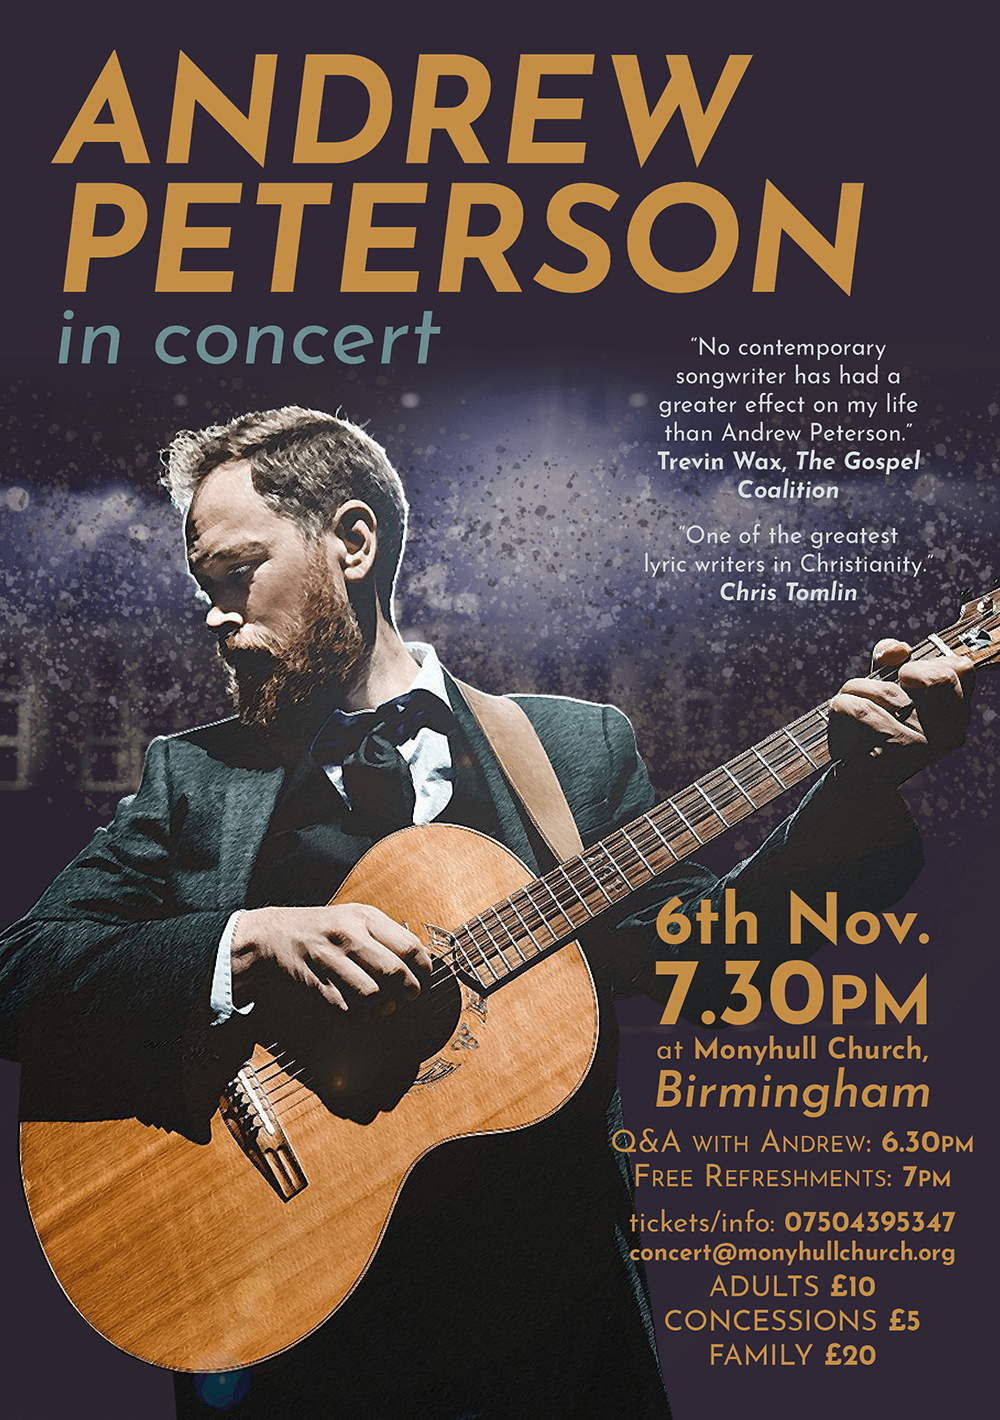 ANDREW
PETERSON
in concert
“No contemporary
songwriter has had a
greater effect on my life
than Andrew Peterson.”
Trevin Wax, The Gospel
Coalition
“One of the greatest
lyric writers in Christianity.”
Chris Tomlin
6th Nov.
7.30PM
at Monyhull Church,
Birmingham
Q&A WITH ANDREW: 6.30PM
FREE REFRESHMENTS: 7PM
tickets/info: 07504395347
concert@monyhullchurch.org
ADULTS £10
CONCESSIONS £5
FAMILY £20